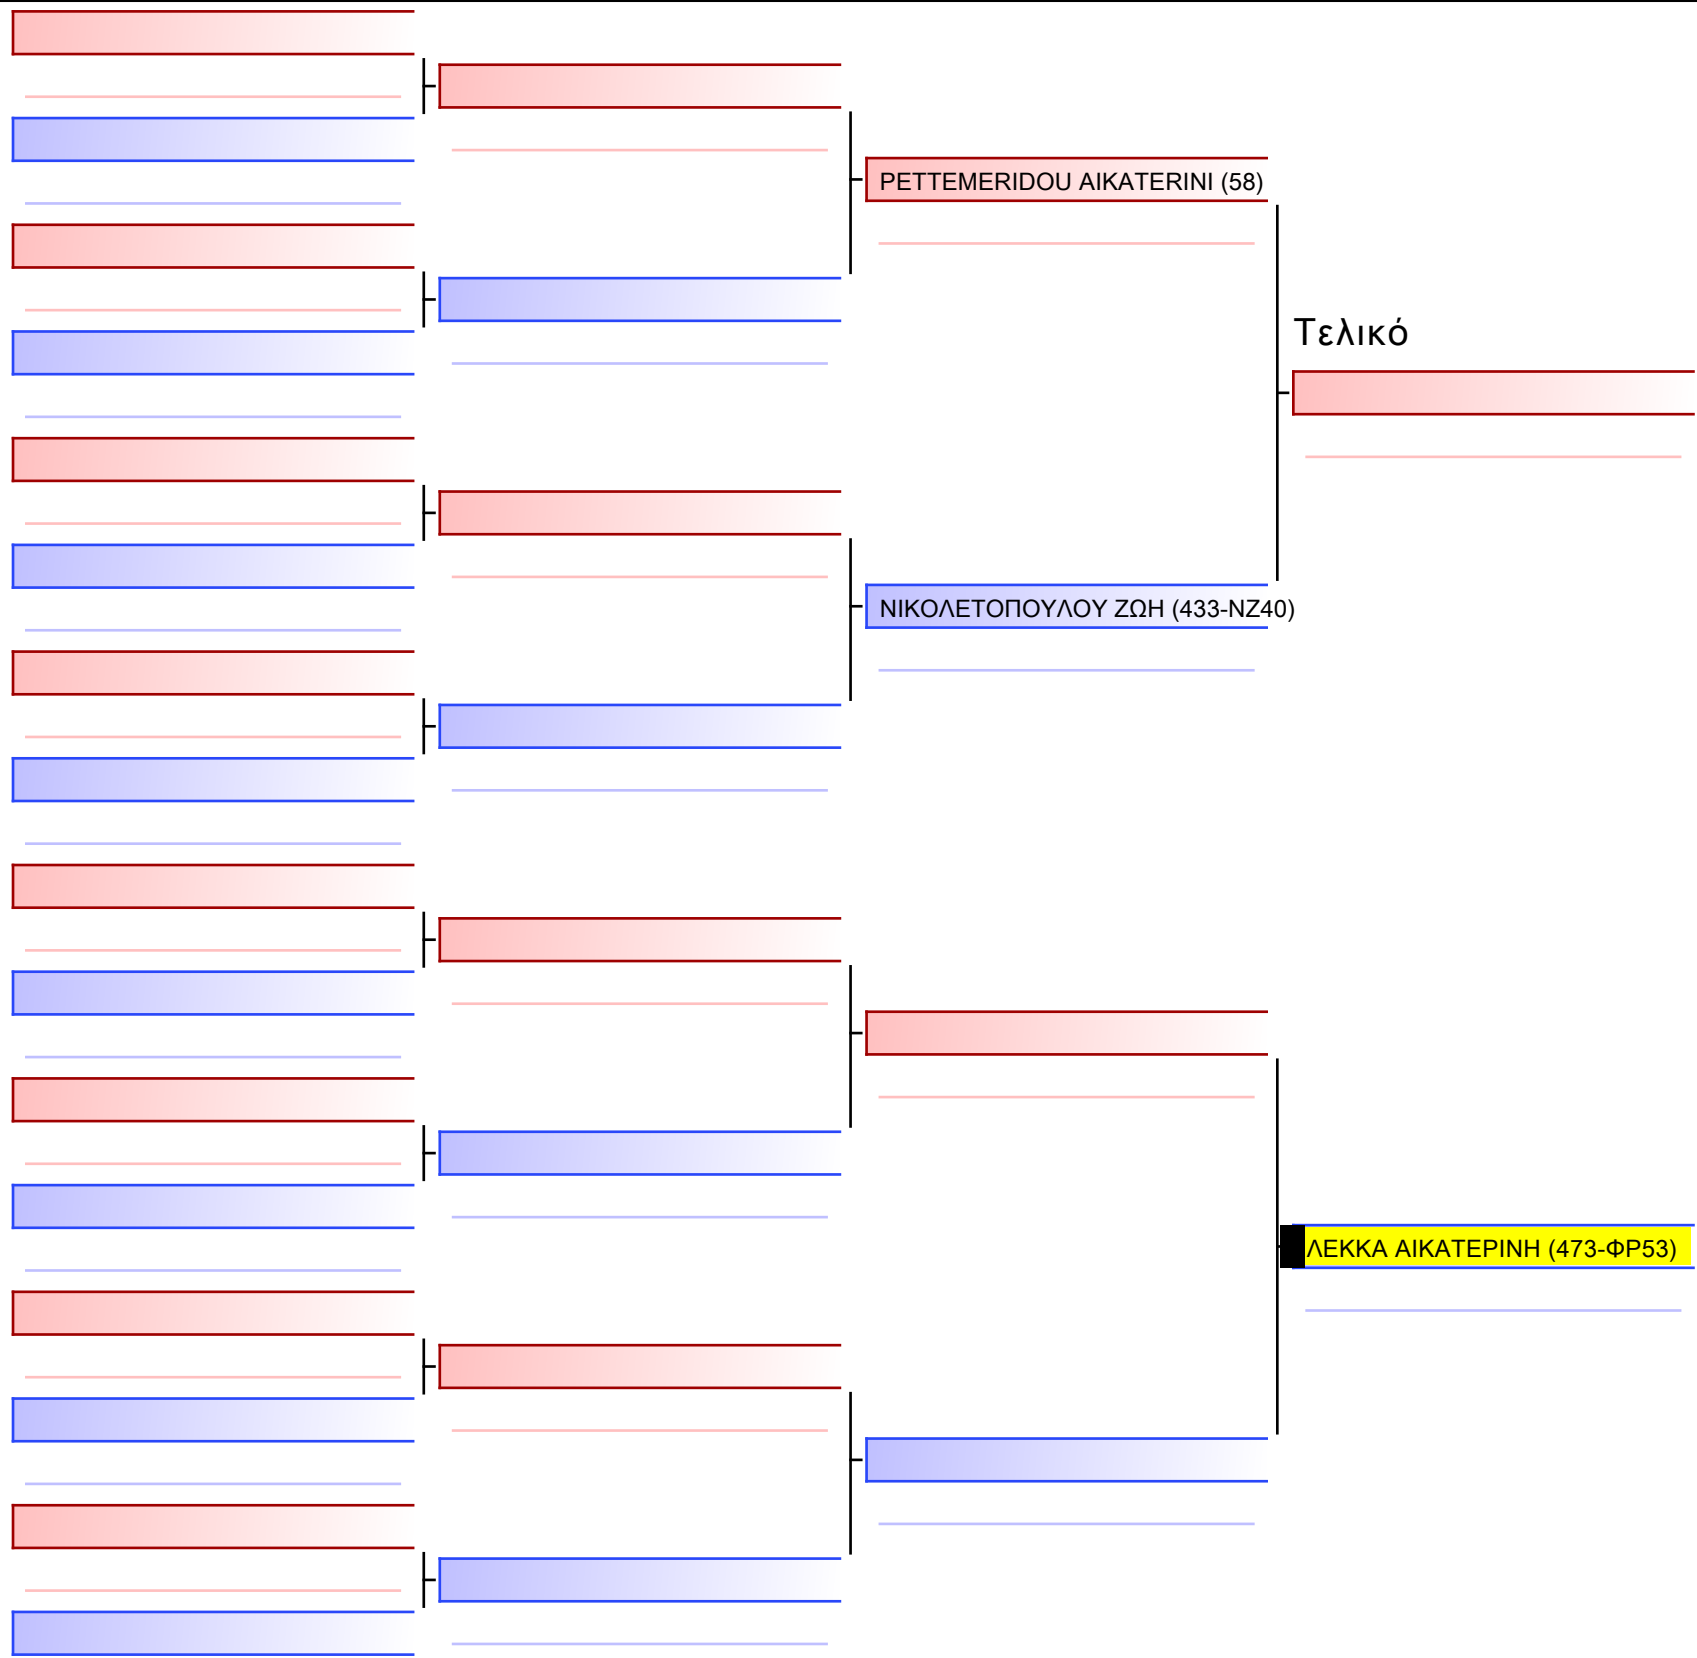 PETTEMERIDOU AIKATERINI (58)
Τελικό
ΝΙΚΟΛΕΤΟΠΟΥΛΟΥ ΖΩΗ (433-ΝΖ40)
ΛΕΚΚΑ ΑΙΚΑΤΕΡΙΝΗ (473-ΦΡ53)